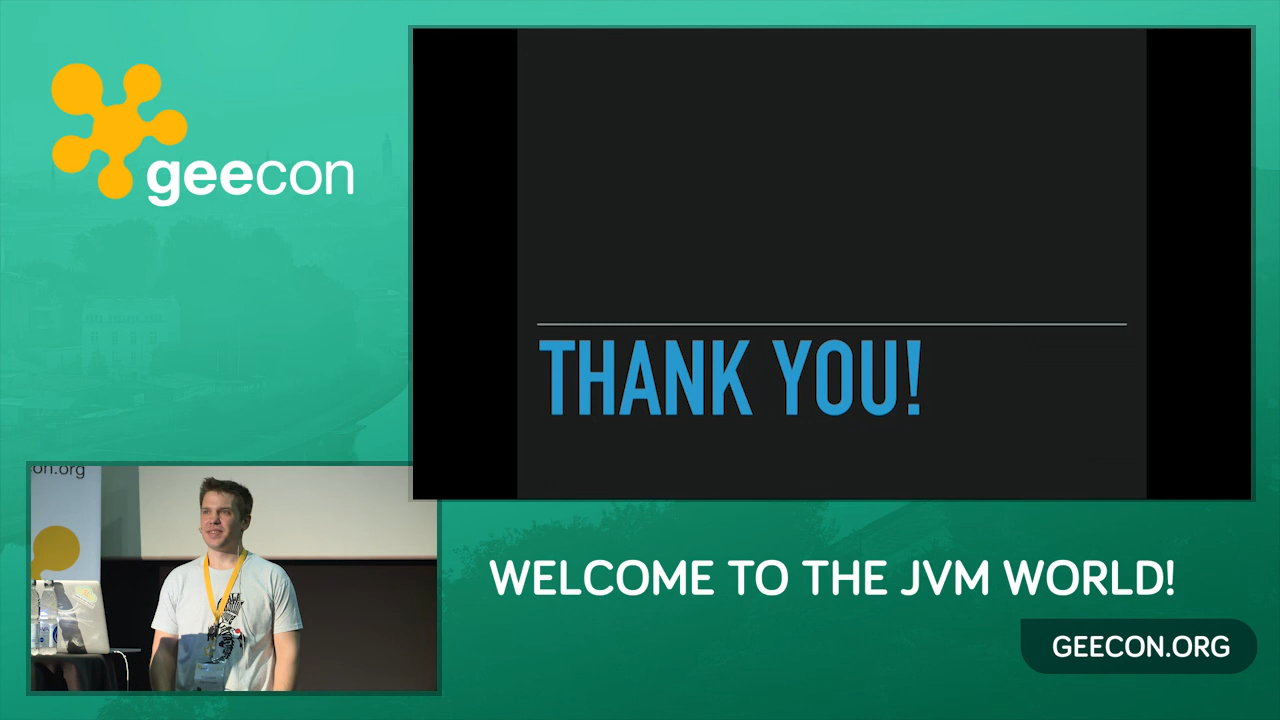 geecon
THANK YOU!
on.org
WELCOME TO THE JVM WORLD!
GEECON.ORG